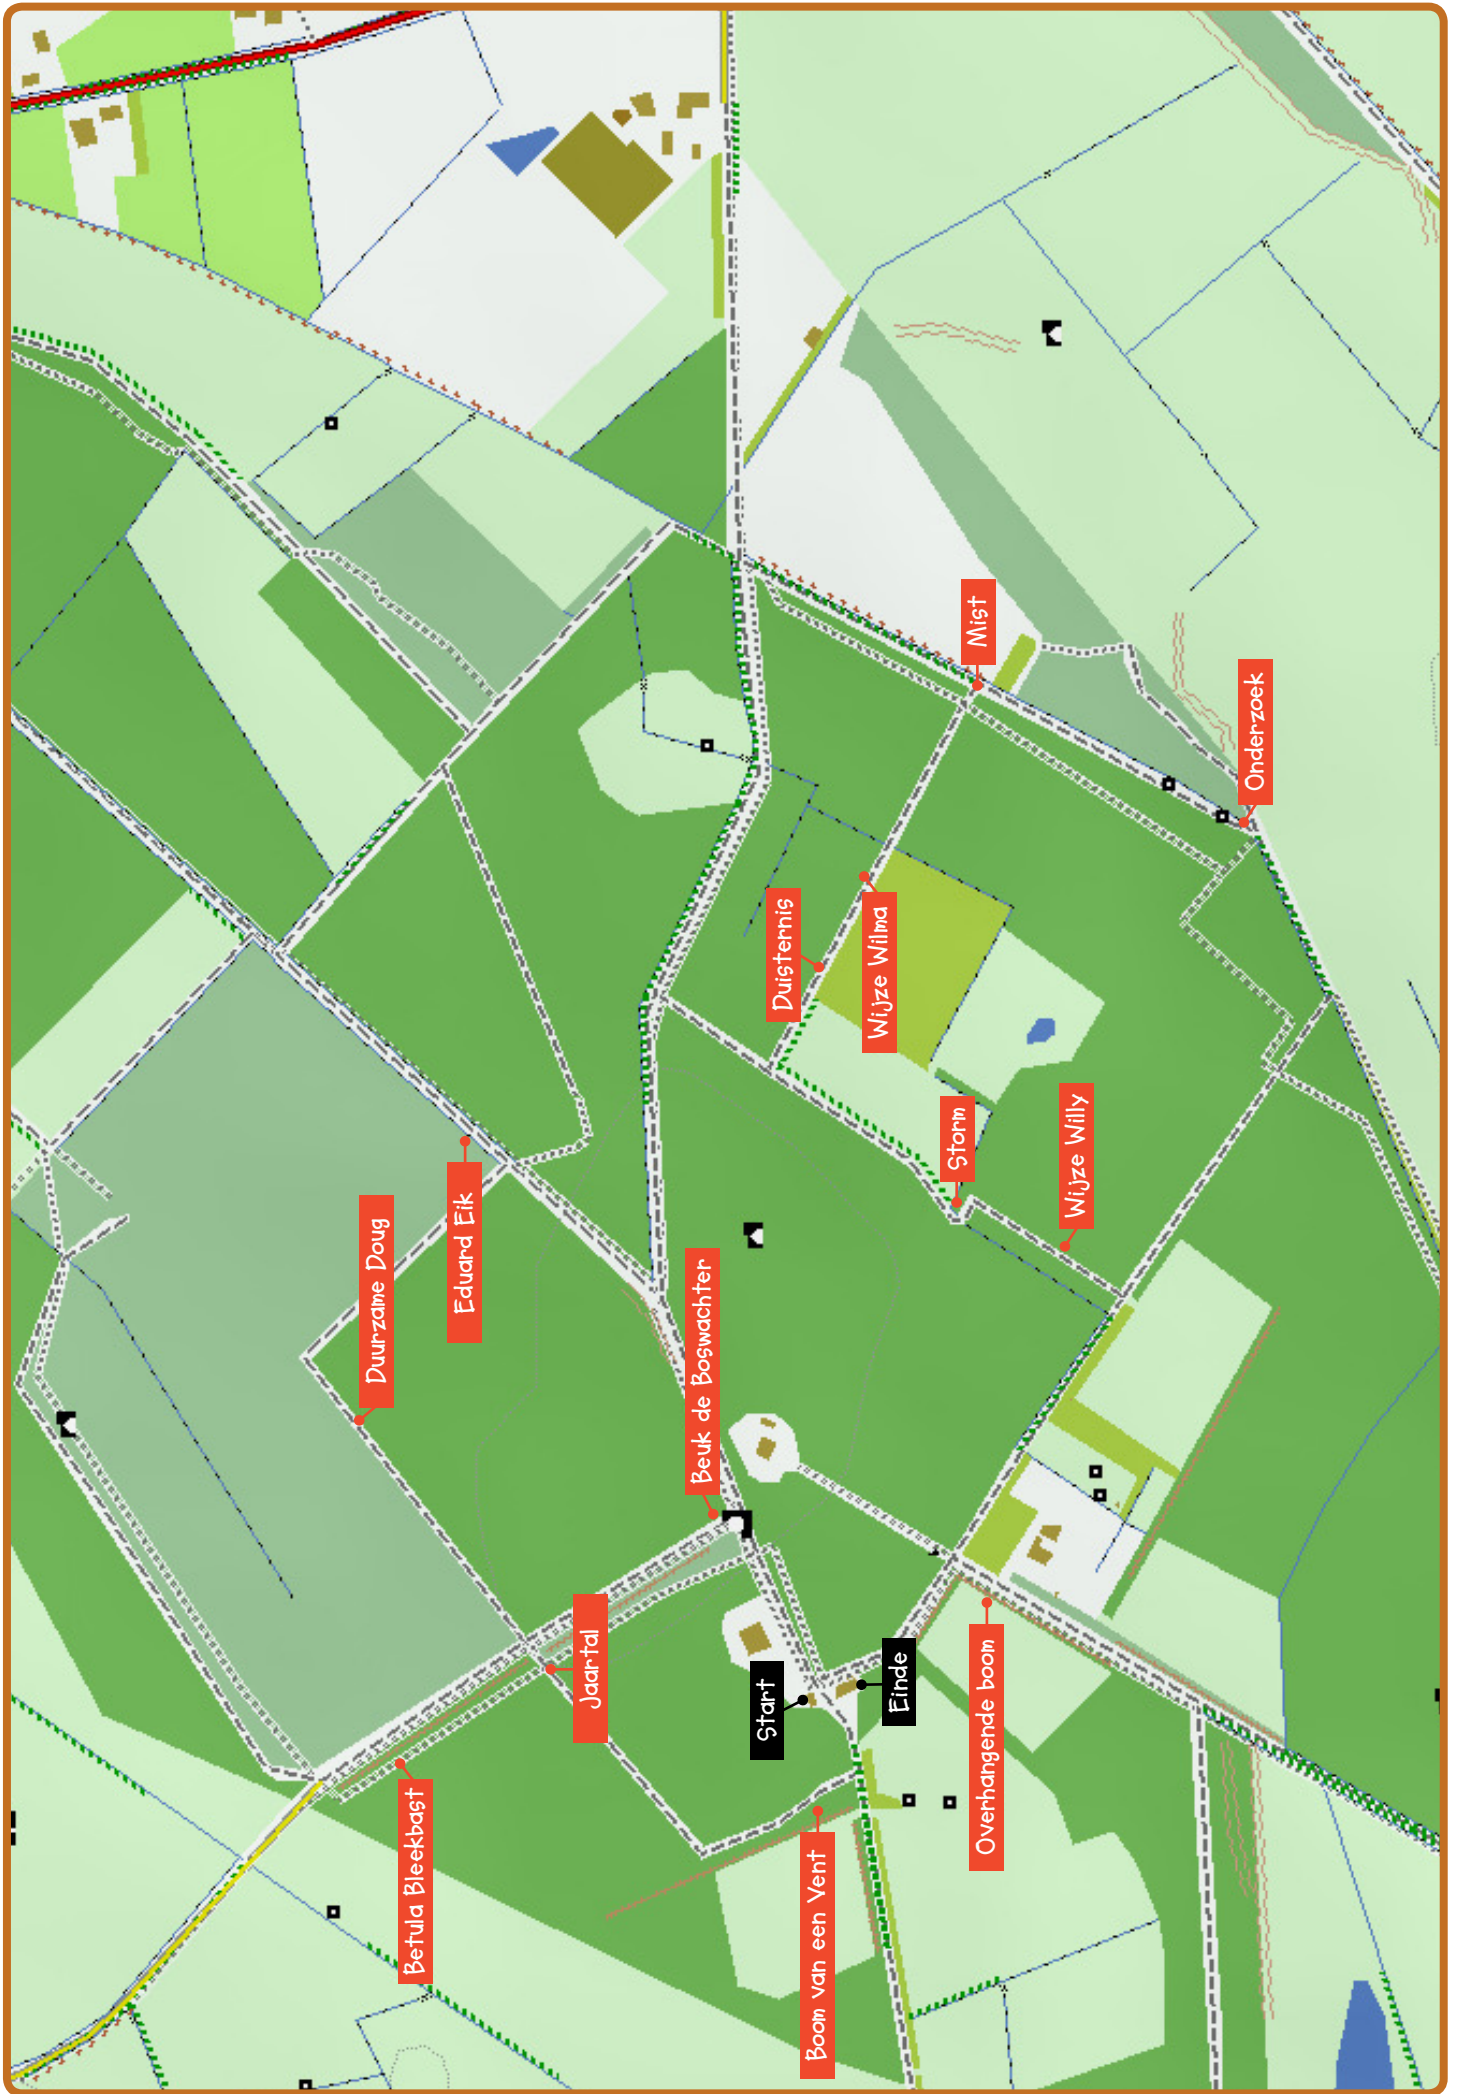 Mist
Onderzoek
Duisternis
Wijze Wilma
Storm
Wijze Willy
Eduard Eik
Duurzame Doug
Beuk de Boswachter
Jaartal
Start
Einde
Overhangende boom
Betula Bleekbast
Boom van een Vent